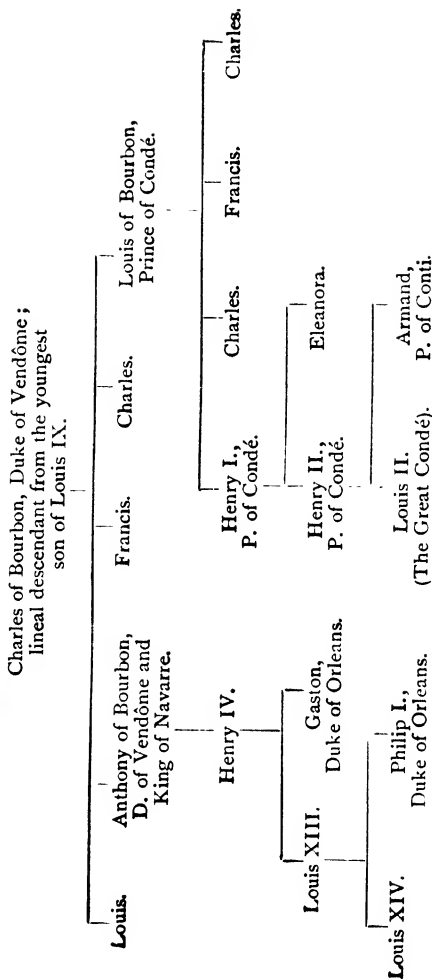 Charles of Bourbon, Duke of Vendôme;
lineal descendant from the youngest
son of Louis IX.
Louis.
Anthony of Bourbon,
D. of Vendôme and
King of Navarre.
Francis.
Charles.
Louis of Bourbon,
Prince of Condé.
Henry IV.
Henry I.,
P. of Condé.
Charles.
Francis.
Charles.
Louis XIII.
Gaston,
Duke of Orleans.
Henry II.,
P. of Condé.
Eleanora.
Louis XIV.
Philip I.,
Duke of Orleans.
Louis II.
(The Great Condé).
Armand,
P. of Conti.